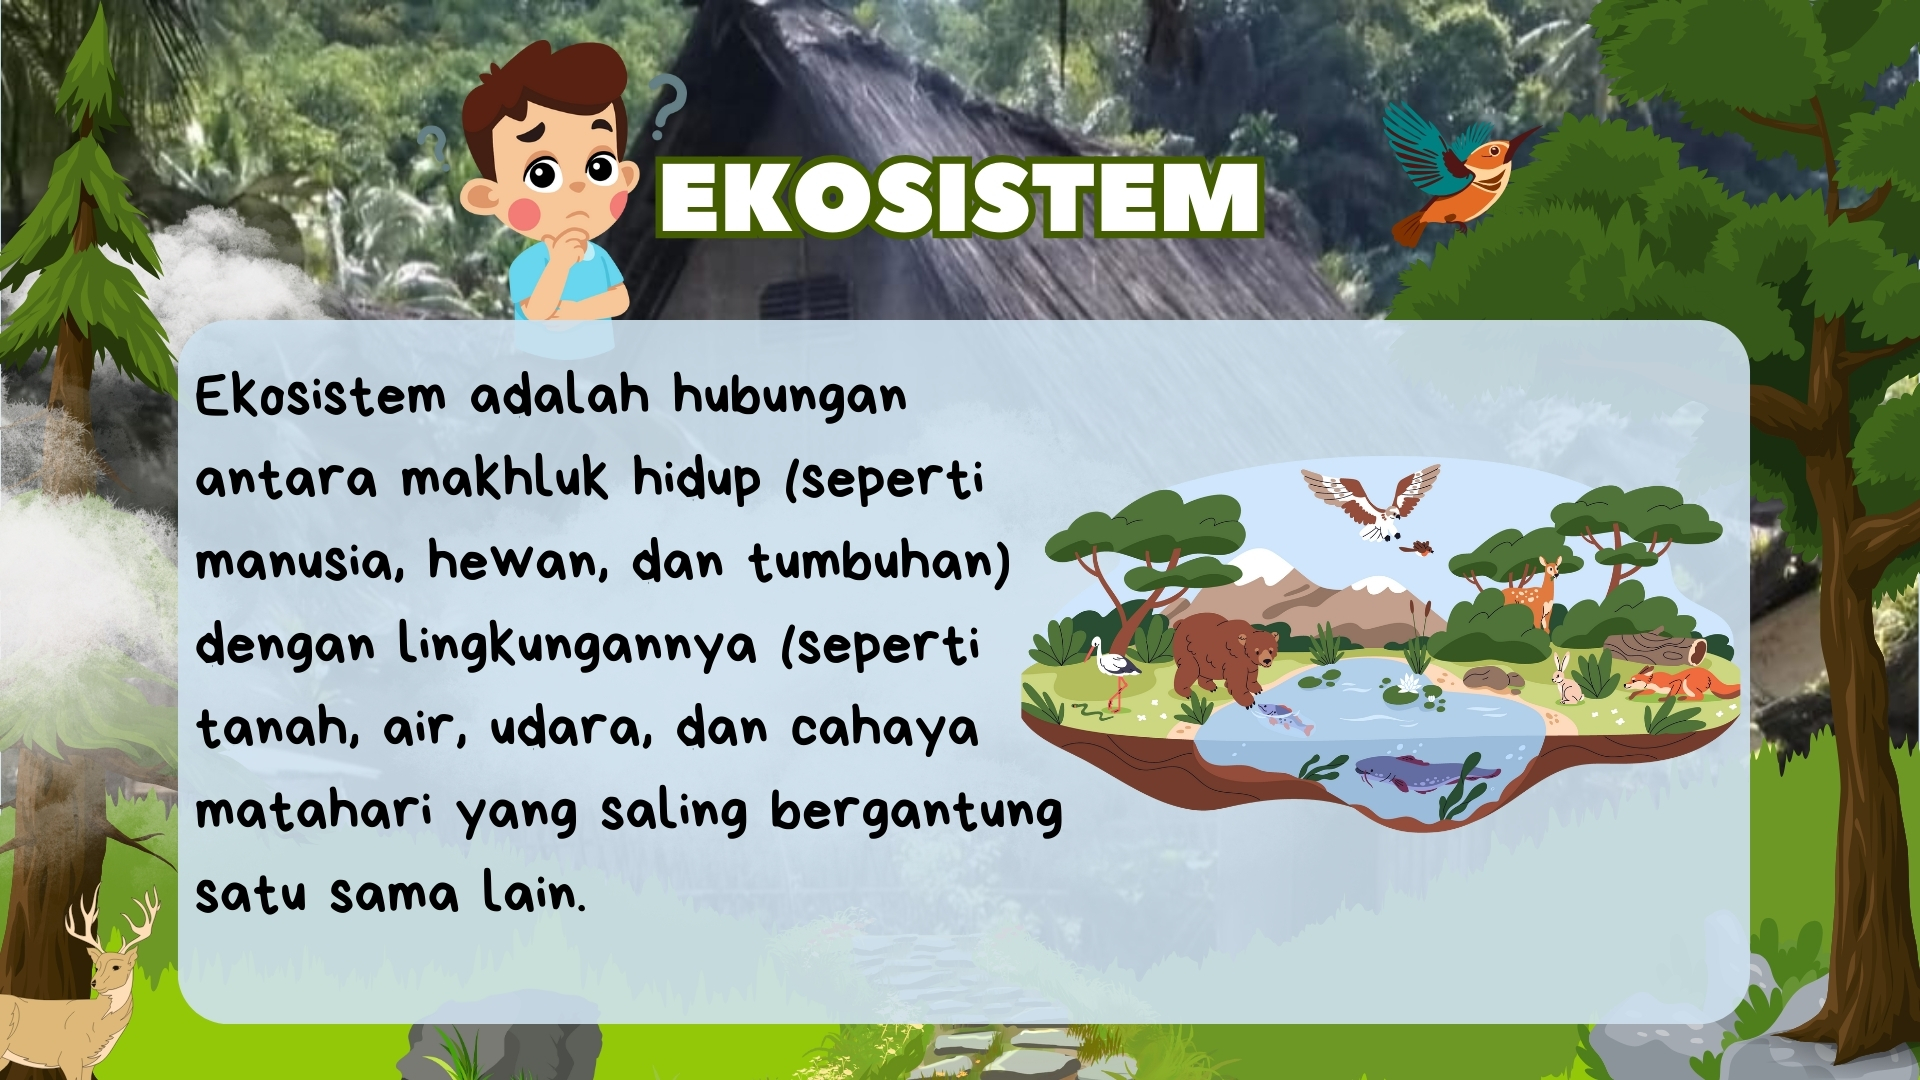 EKOSISTEM
Ekosistem adalah hubungan
antara makhluk hidup (seperti
manusia, hewan, dan tumbuhan)
dengan lingkungannya (seperti
tanah, air, udara, dan cahaya
matahari yang saling bergantung
satu sama lain.